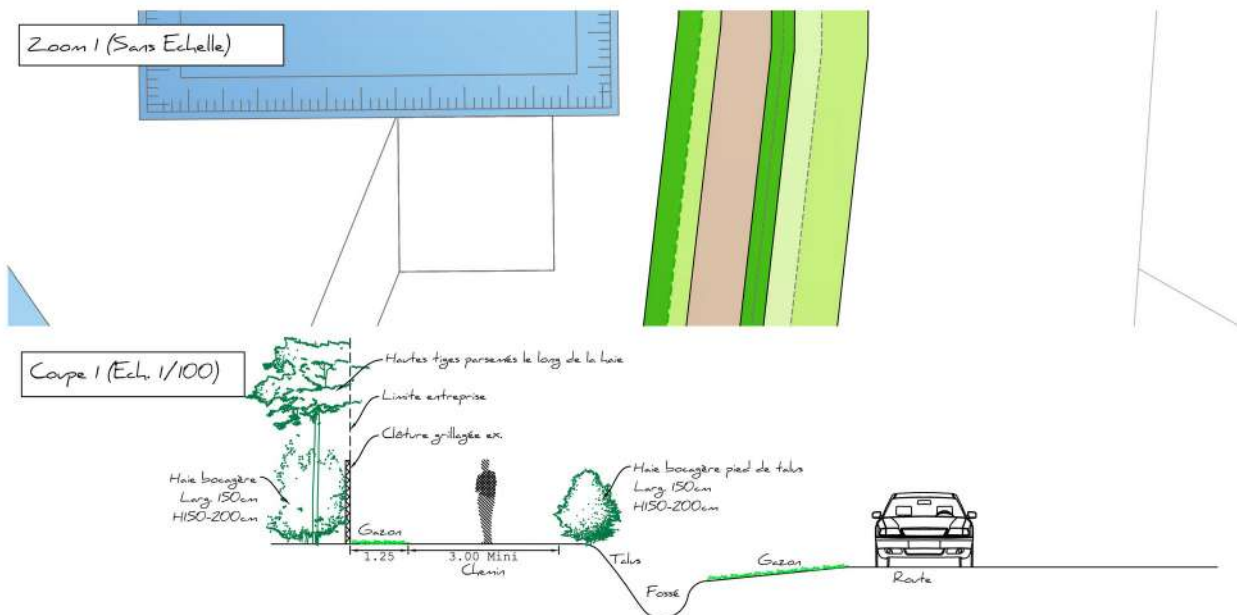 Zoom 1 (Sans Echelle)
Coupe 1 (Ech. 1/100)
Hautes tiges parsemés le long de la haie
Limite entreprise
Clôture grillagée ex.
Haie bocagère
Larg. 150cm
H150-200cm
Haie bocagère pied de talus
Larg. 150cm
H150-200cm
Gazon
1.25
3.00 Mini
Chemin
Talus
Fossé
Gazon
Route